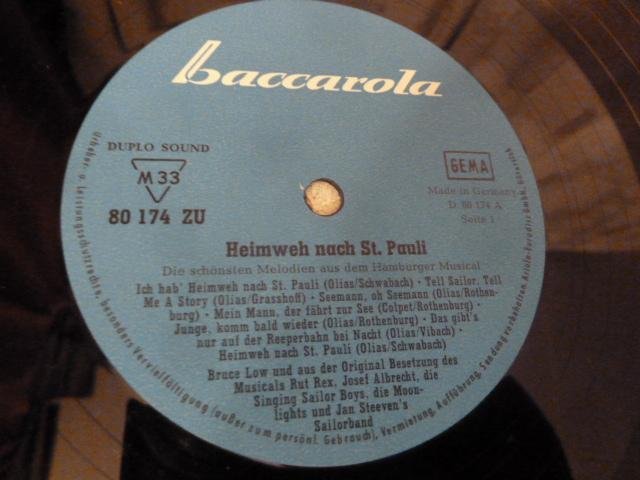 baccarola
DUPLO SOUND
M 33
80 174 ZU
GEMA
Made in Germany
D 80 174 A
Seite 1
Heimweh nach St. Pauli
Die schönsten Melodien aus dem Hamburger Musical
Ich hab' Heimweh nach St. Pauli (Olias/Schwabach) · Tell Sailor, Tell
Me A Story (Olias/Grasshoff) · Seemann, oh Seemann (Olias/Rothen-
burg) · Mein Mann, der fährt zur See (Colpet/Rothenburg) ·
Junge, komm bald wieder (Olias/Rothenburg) · Das gibt's
nur auf der Reeperbahn bei Nacht (Olias/Vibach) ·
Heimweh nach St. Pauli (Olias/Schwabach)
Bruce Low und aus der Original Besetzung des
Musicals Rut Rex, Josef Albrecht, die
Singing Sailor Boys, die Moon-
lights und Jan Steeven's
Sailorband
Urheber- u. Leistungsschutzrechte, besonders Vervielfältigung (außer zum persönl. Gebrauch), Vermietung, Aufführung, Sendung vorbehalten. Ariola-Eurodisc GmbH,